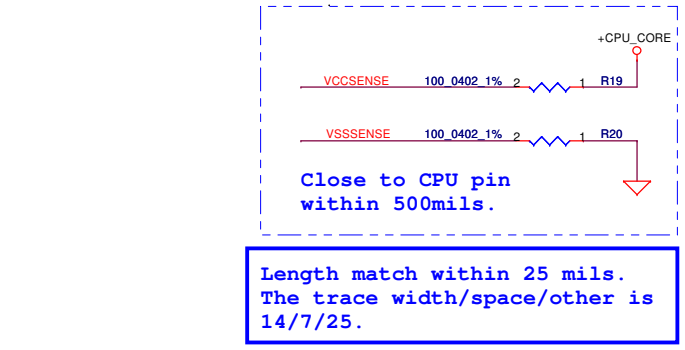 +CPU_CORE
VCCSENSE 100_0402_1% 2 1 R19
VSSSENSE 100_0402_1% 2 1 R20
Close to CPU pin
within 500mils.
Length match within 25 mils.
The trace width/space/other is
14/7/25.